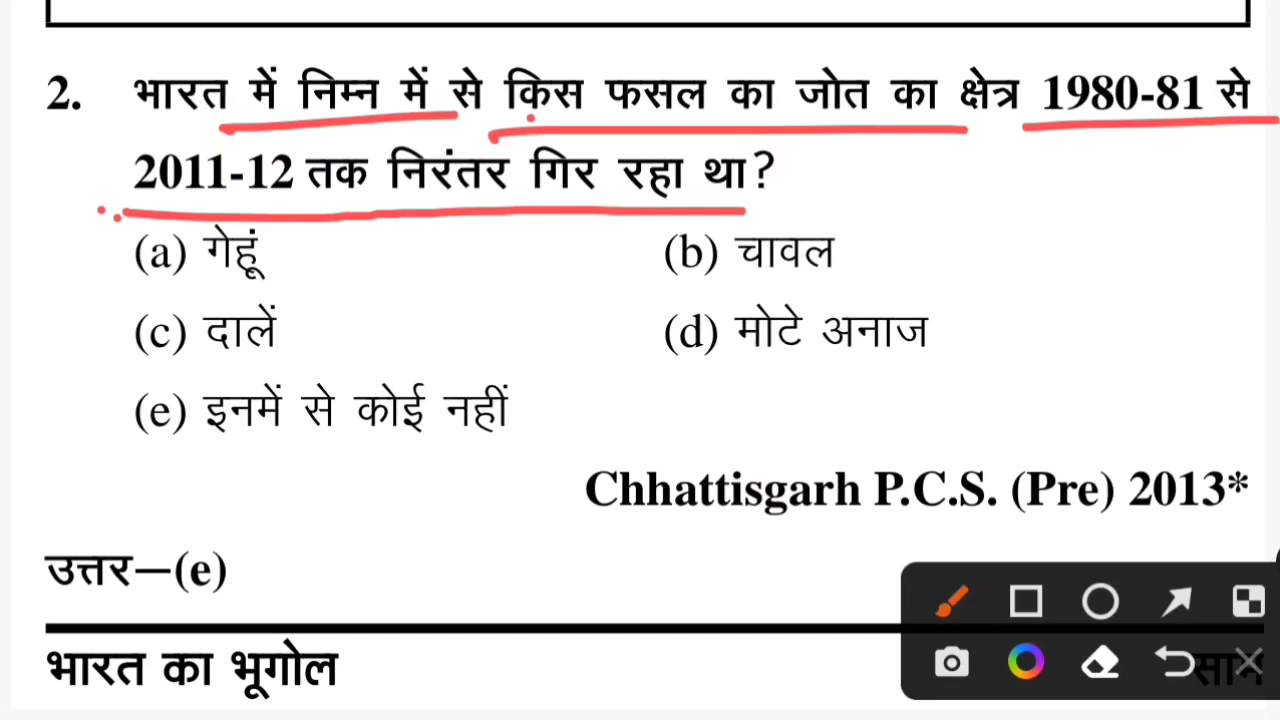 2. भारत में निम्न में से किस फसल का जोत का क्षेत्र 1980-81 से
2011-12 तक निरंतर गिर रहा था?
(a) गेहूं (b) चावल
(c) दालें (d) मोटे अनाज
(e) इनमें से कोई नहीं
Chhattisgarh P.C.S. (Pre) 2013*
उत्तर—(e)
भारत का भूगोल